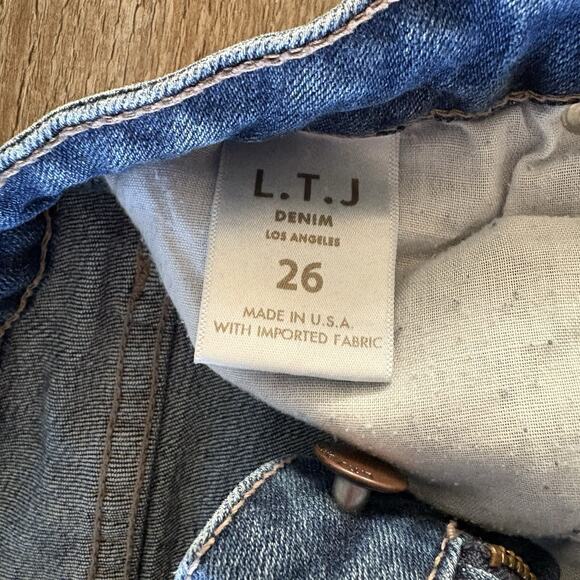 L.T.J
DENIM
LOS ANGELES
26
MADE IN U.S.A.
WITH IMPORTED FABRIC